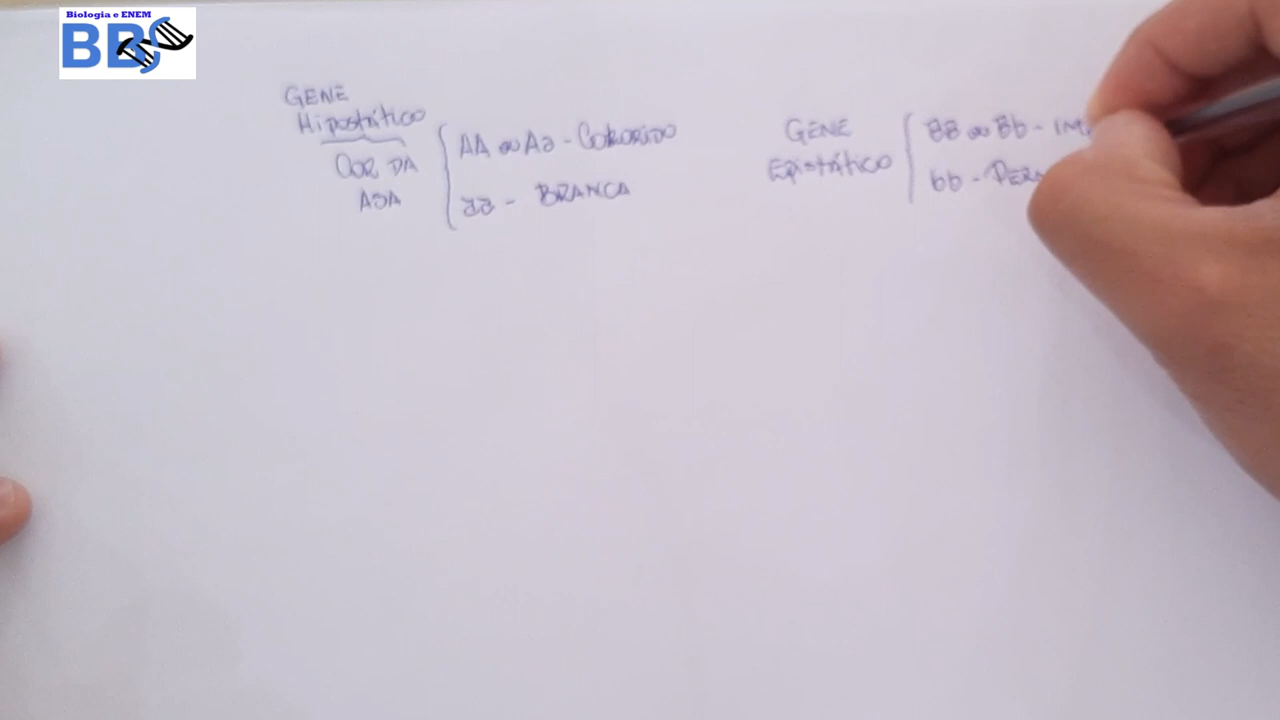 Biologia e ENEM
BBS
GENE
Hipostático
COR DA
ASA
AA ou Aa - COLORIDO
aa - BRANCA
GENE
EPISTÁTICO
BB ou Bb - IM
bb - PER